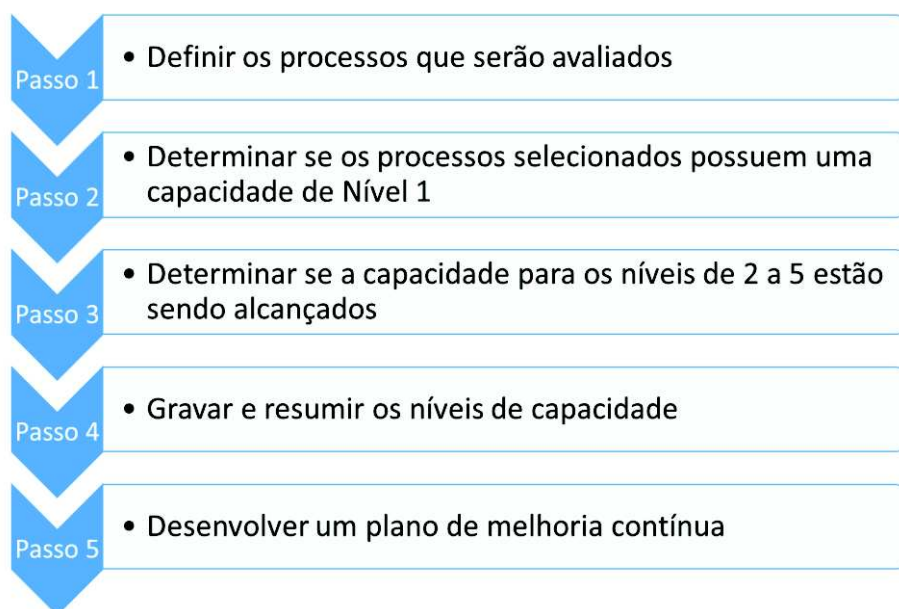 Passo 1
• Definir os processos que serão avaliados
Passo 2
• Determinar se os processos selecionados possuem uma
capacidade de Nível 1
Passo 3
• Determinar se a capacidade para os níveis de 2 a 5 estão
sendo alcançados
Passo 4
• Gravar e resumir os níveis de capacidade
Passo 5
• Desenvolver um plano de melhoria contínua